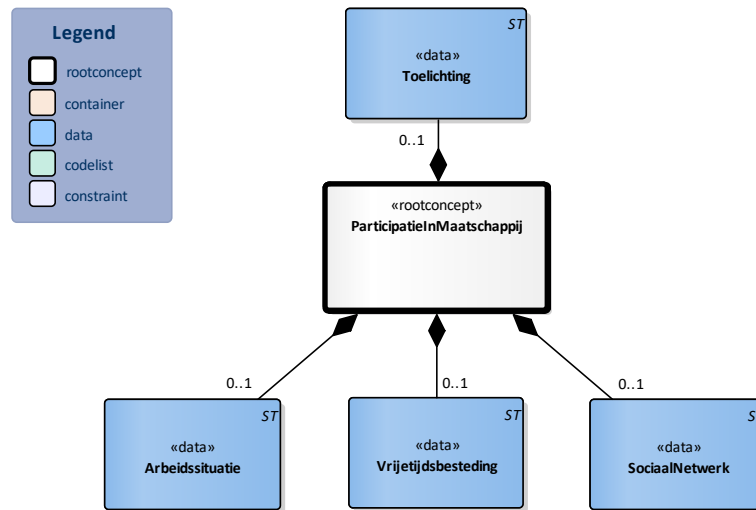 Legend
rootconcept
container
data
codelist
constraint
ST
«data»
Toelichting
0..1
«rootconcept»
ParticipatieInMaatschappij
0..1
0..1
0..1
ST
«data»
Arbeidssituatie
ST
«data»
Vrijetijdsbesteding
ST
«data»
SociaalNetwerk